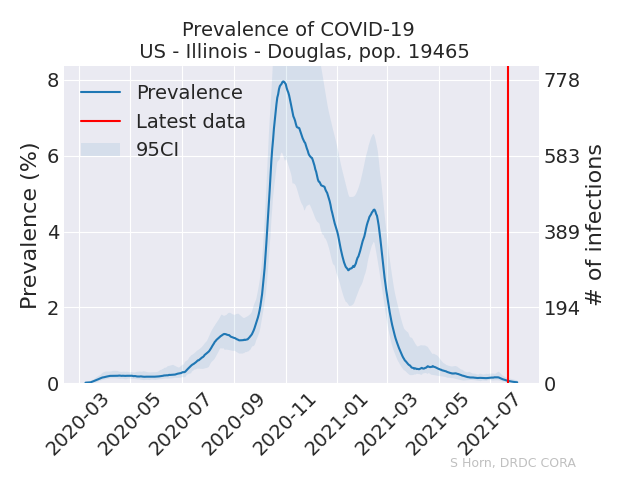 Prevalence of COVID-19
US - Illinois - Douglas, pop. 19465
Prevalence
Latest data
95CI
Prevalence (%)
8
6
4
2
0
# of infections
778
583
389
194
0
2020-03
2020-05
2020-07
2020-09
2020-11
2021-01
2021-03
2021-05
2021-07
S Horn, DRDC CORA